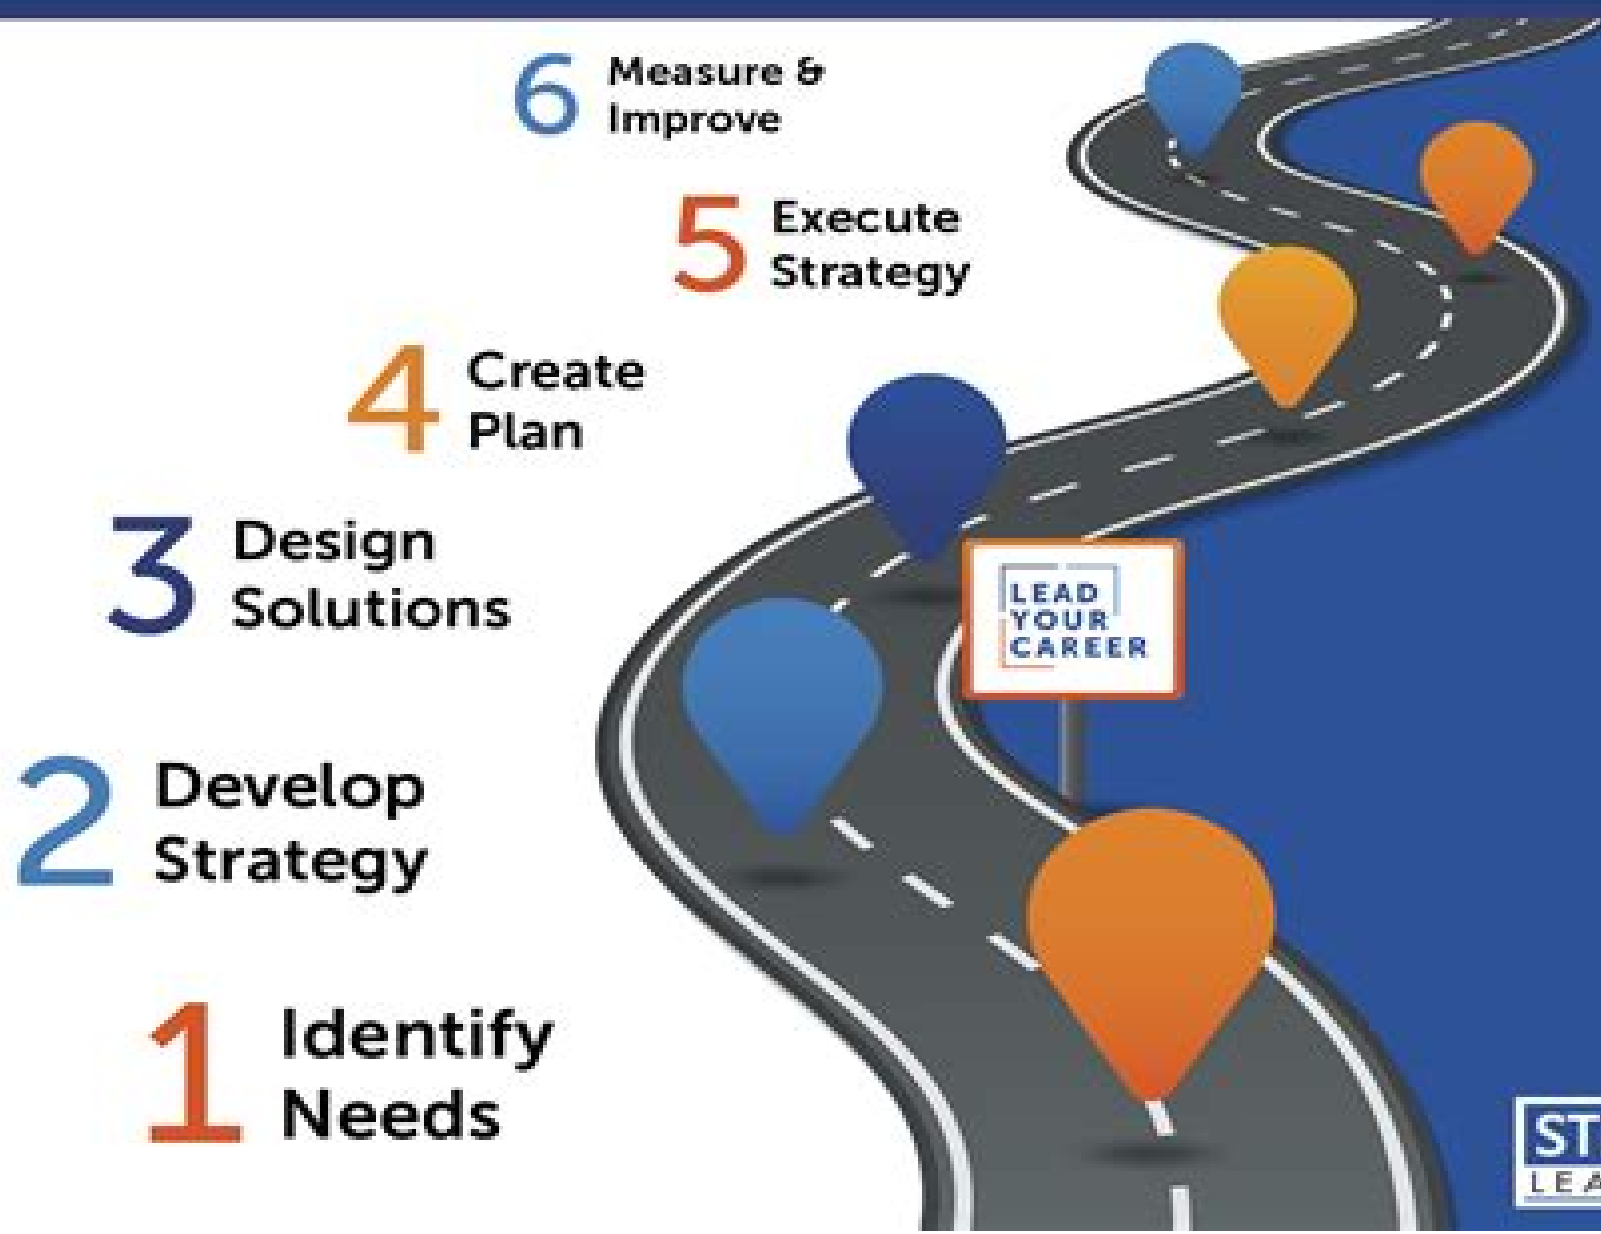 6 Measure &
Improve
5 Execute
Strategy
4 Create
Plan
3 Design
Solutions
LEAD
YOUR
CAREER
2 Develop
Strategy
1 Identify
Needs
ST
LEA